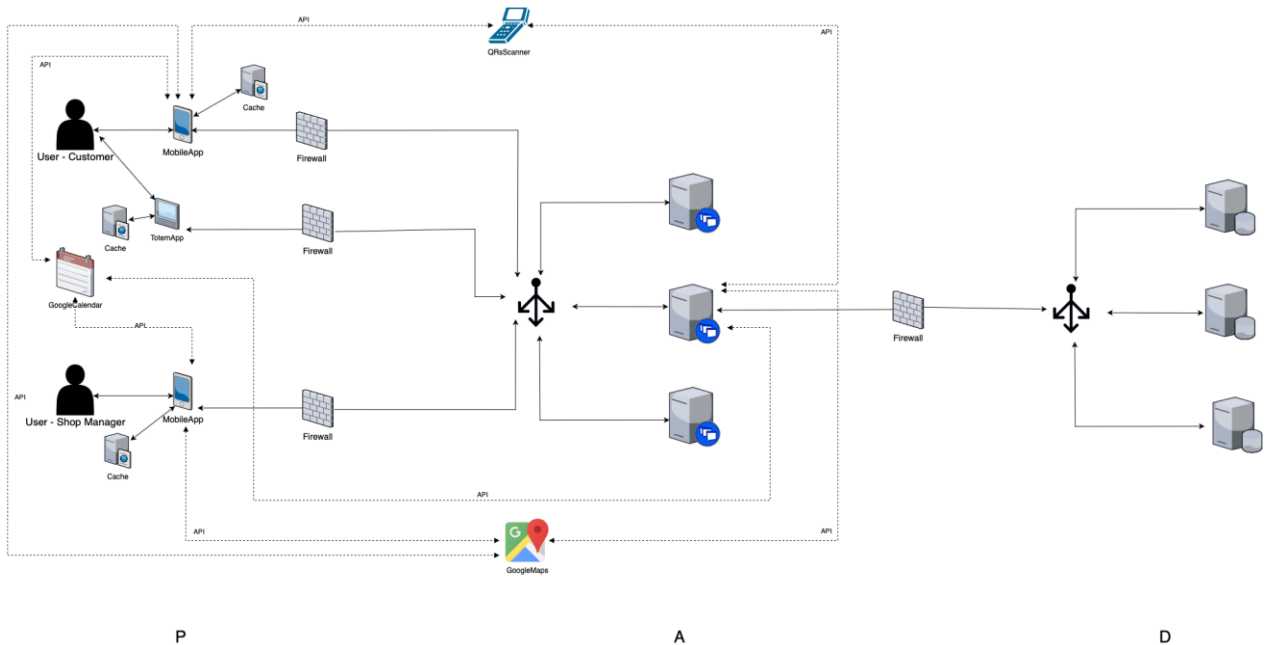 API
QRsScanner
API
API
Cache
User - Customer
MobileApp
Firewall
Cache
TotemApp
Firewall
GoogleCalendar
API
API
User - Shop Manager
MobileApp
Cache
Firewall
Firewall
API
API
G
GoogleMaps
API
P
A
D